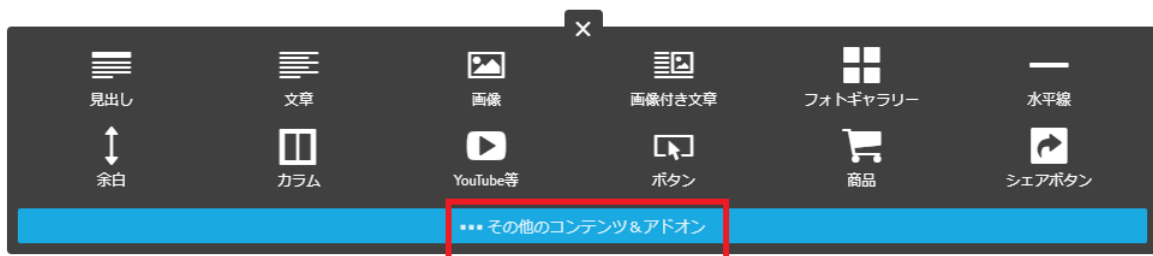 見出し 文章 画像 画像付き文章 フォトギャラリー 水平線
余白 カラム YouTube等 ボタン 商品 シェアボタン
その他のコンテンツ＆アドオン